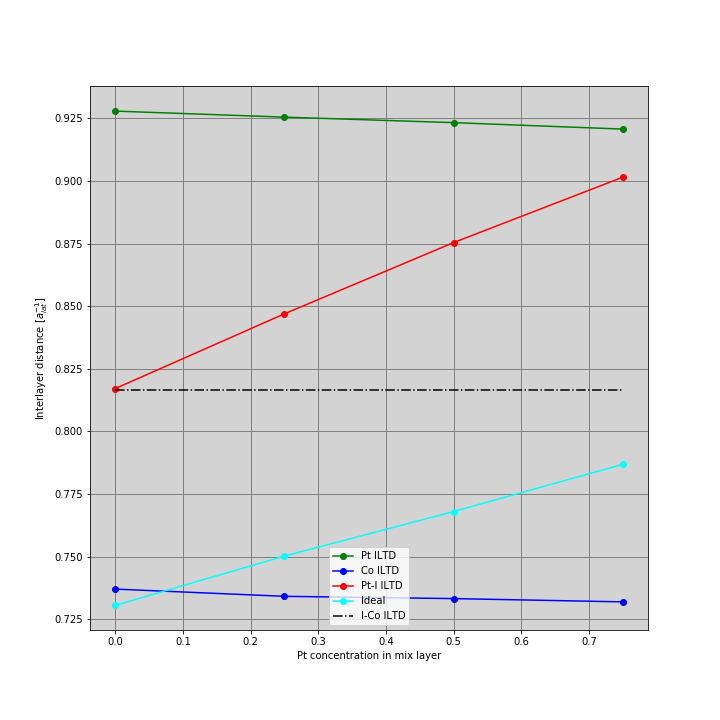 0.925
0.900
0.875
0.850
0.825
0.800
0.775
0.750
0.725
Interlayer distance [a_{lat}^{-1}]
Pt ILTD
Co ILTD
Pt-I ILTD
Ideal
I-Co ILTD
0.0 0.1 0.2 0.3 0.4 0.5 0.6 0.7
Pt concentration in mix layer